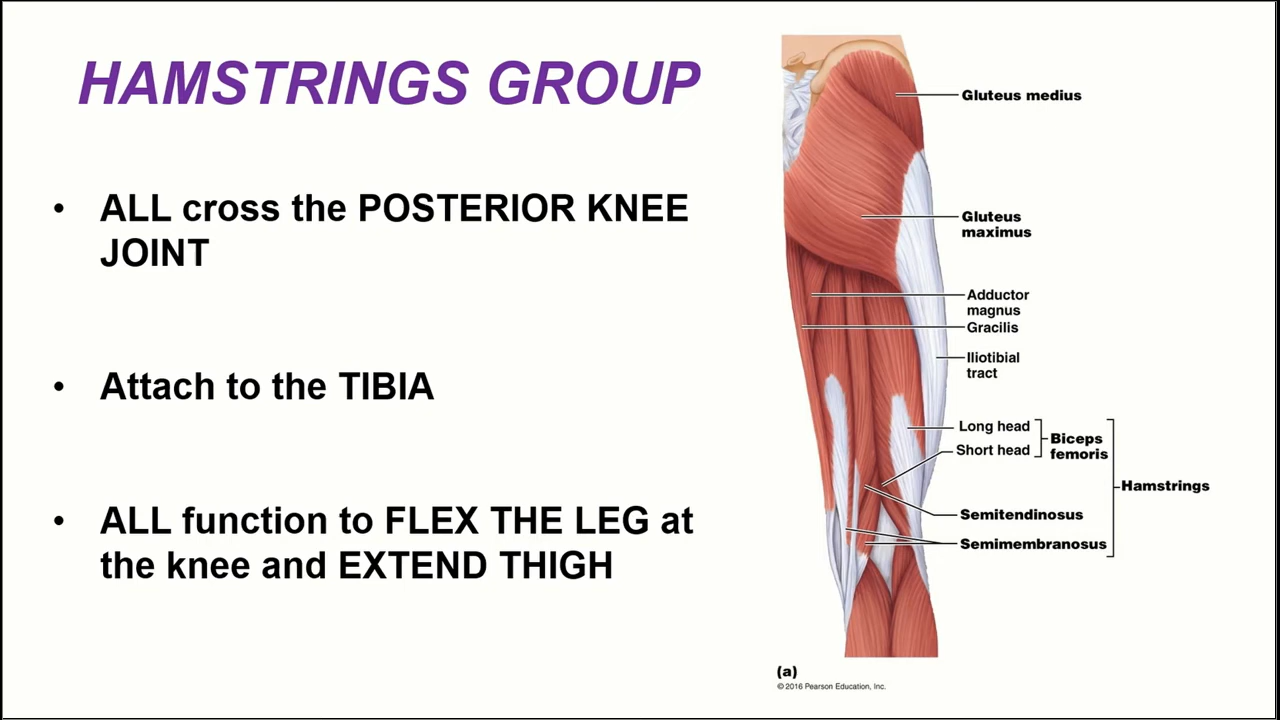 HAMSTRINGS GROUP
• ALL cross the POSTERIOR KNEE
JOINT
• Attach to the TIBIA
• ALL function to FLEX THE LEG at
the knee and EXTEND THIGH
Gluteus medius
Gluteus
maximus
Adductor
magnus
Gracilis
Iliotibial
tract
Long head
Short head
Biceps
femoris
Hamstrings
Semitendinosus
Semimembranosus
(a)
© 2016 Pearson Education, Inc.